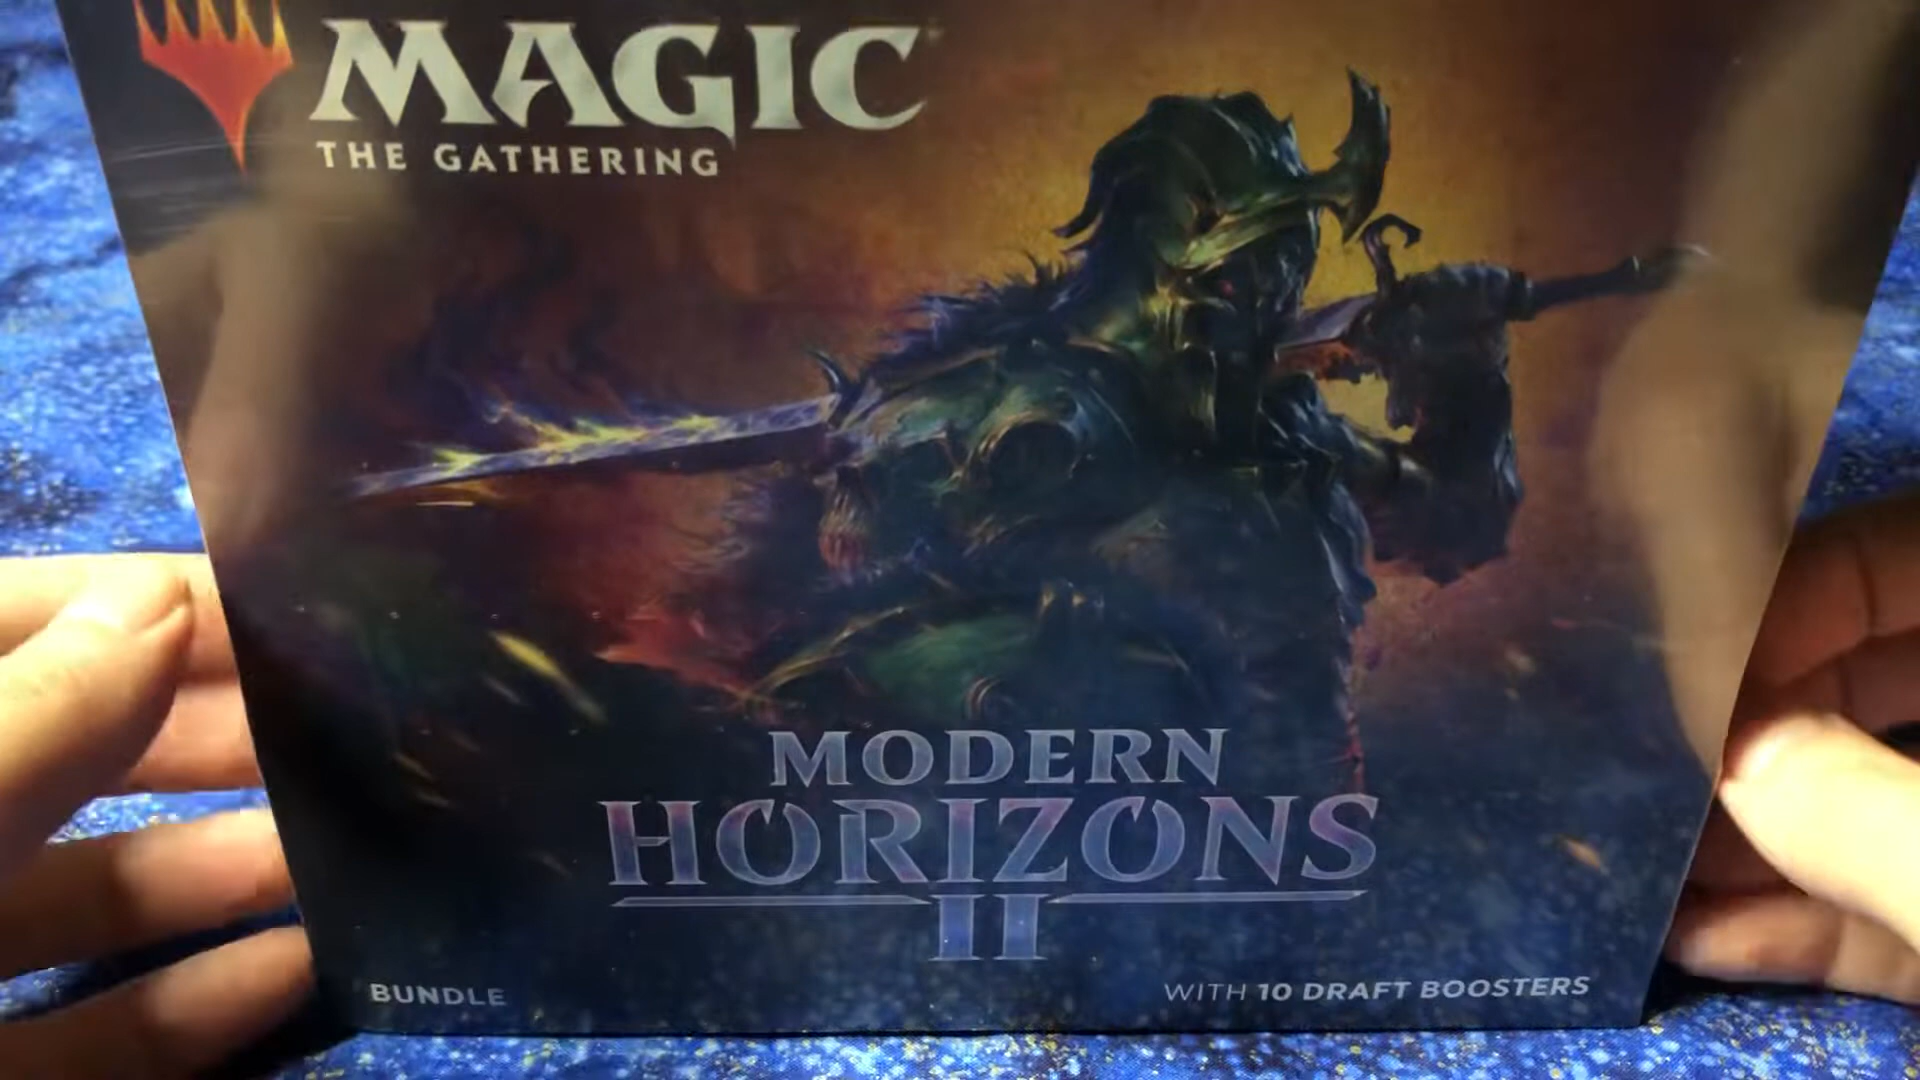 MAGIC
THE GATHERING
MODERN
HORIZONS
II
BUNDLE
WITH 10 DRAFT BOOSTERS